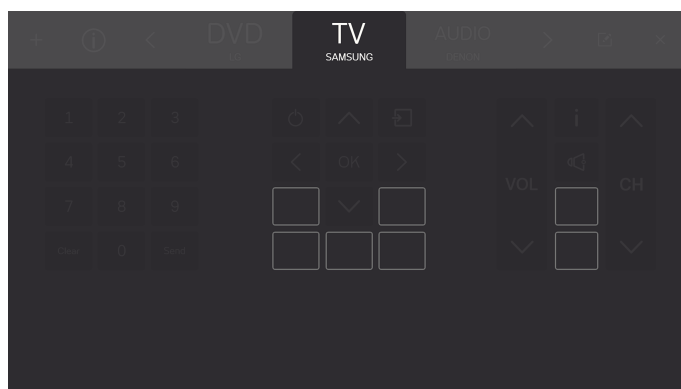 DVD TV AUDIO
SAMSUNG DENON
1 2 3
4 5 6 OK
VOL CH
7 8 9
Clear 0 Send